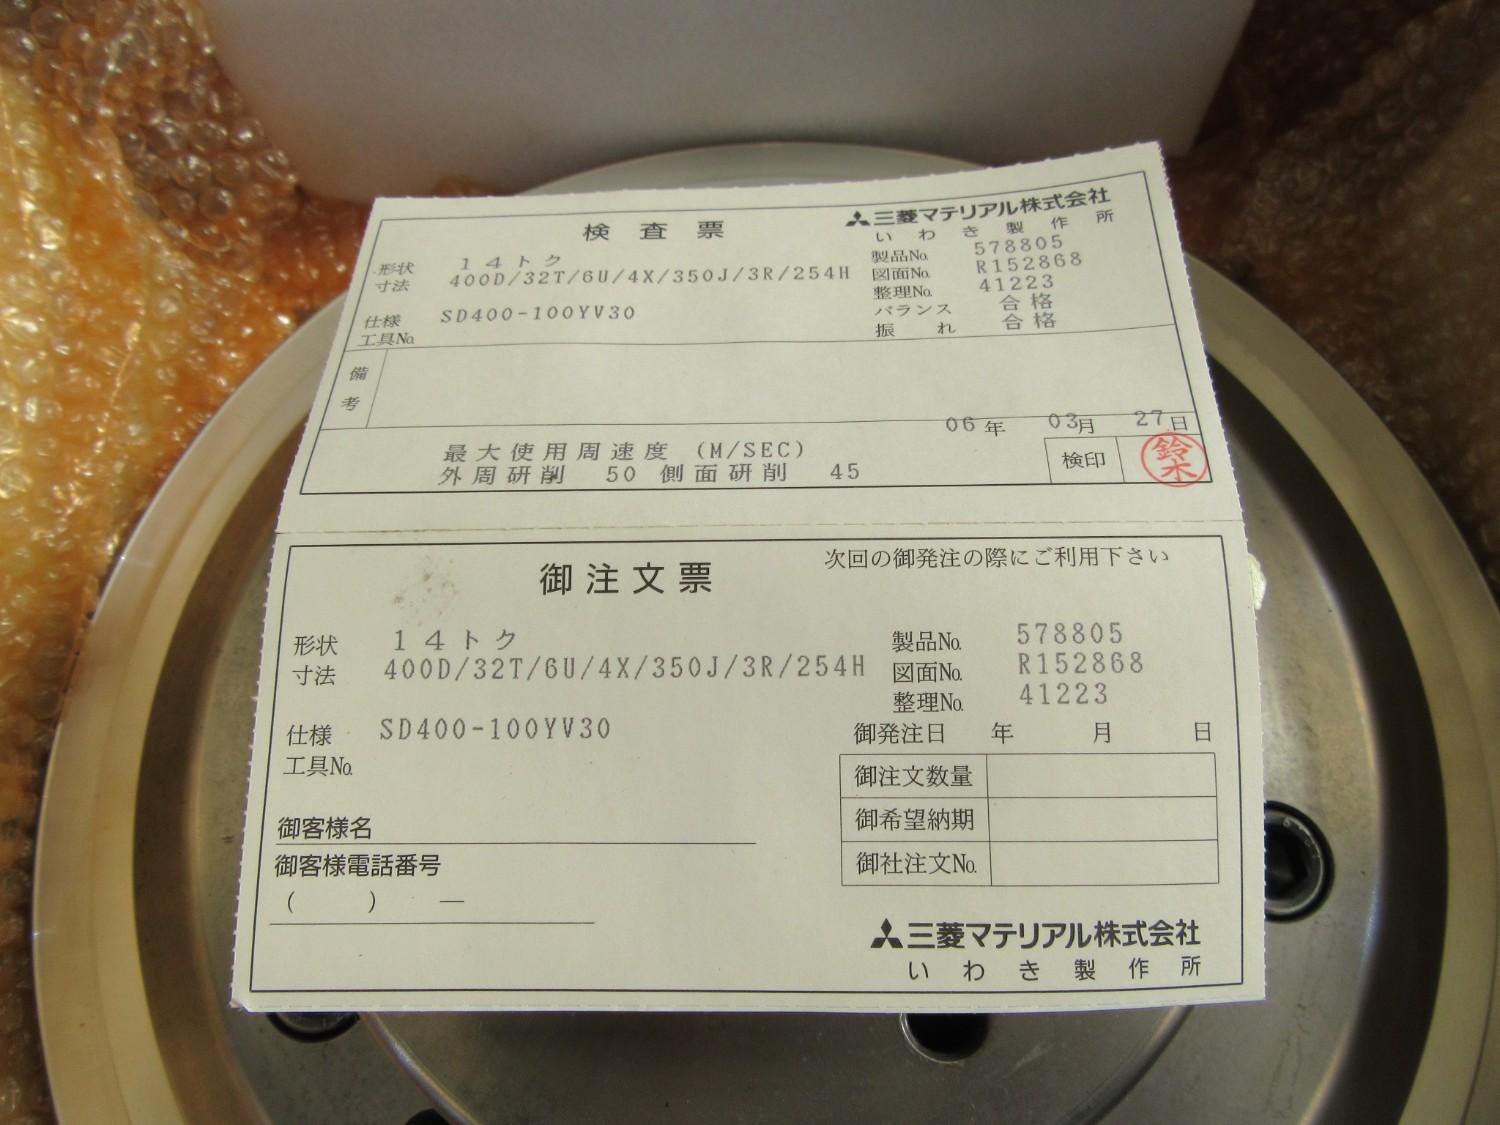 検査票
三菱マテリアル株式会社
いわき製作所
形状 14トク
寸法 400D/32T/6U/4X/350J/3R/254H
仕様 SD400-100YV30
工具No.
製品No. 578805
図面No. R152868
整理No. 41223
バランス 合格
振れ 合格
備考
06年 03月 27日
最大使用周速度 (M/SEC)
外周研削 50 側面研削 45
検印 鈴木
御注文票
次回の御発注の際にご利用下さい
形状 14トク
寸法 400D/32T/6U/4X/350J/3R/254H
仕様 SD400-100YV30
工具No.
製品No. 578805
図面No. R152868
整理No. 41223
御発注日 年 月 日
御注文数量
御希望納期
御社注文No.
御客様名
御客様電話番号
( ) —
三菱マテリアル株式会社
いわき製作所